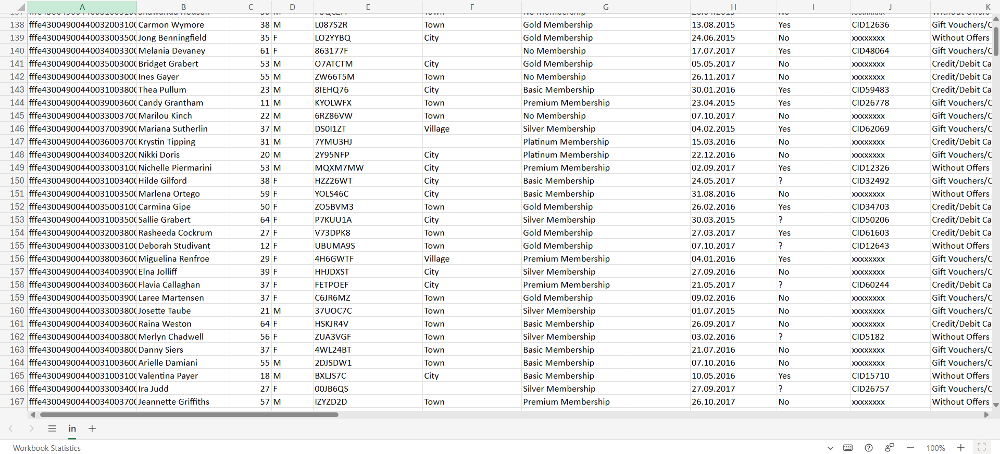 A B C D E F G H I J K
138 fffe43004900440032003100 Carmon Wymore 38 M L087S2R Town Gold Membership 13.08.2015 Yes CID12636 Gift Vouchers/C
139 fffe43004900440033003500 Jong Benningfield 35 F LO2YYBQ City Gold Membership 24.06.2015 No xxxxxxxx Without Offers
140 fffe43004900440034003300 Melania Devaney 61 F 863177F No Membership 17.07.2017 Yes CID48064 Gift Vouchers/C
141 fffe43004900440035003000 Bridget Grabert 53 M O7ATCTM City Gold Membership 05.05.2017 No xxxxxxxx Credit/Debit Ca
142 fffe43004900440033003000 Ines Gayer 55 M ZW66T5M Town No Membership 26.11.2017 No xxxxxxxx Credit/Debit Ca
143 fffe43004900440031003800 Thea Pullum 23 M 8IEHQ76 City Basic Membership 30.01.2016 Yes CID59483 Credit/Debit Ca
144 fffe43004900440039003600 Candy Grantham 11 M KYOLWFX Town Premium Membership 23.04.2015 Yes CID26778 Gift Vouchers/C
145 fffe43004900440033003700 Marilou Kinch 22 M 6RZ86VW Town No Membership 07.10.2017 No xxxxxxxx Gift Vouchers/C
146 fffe43004900440037003900 Mariana Sutherlin 37 M DS0I1ZT Village Silver Membership 04.02.2015 Yes CID62069 Gift Vouchers/C
147 fffe43004900440036003700 Krystin Tipping 31 M 7YMU3HJ Platinum Membership 15.03.2016 No xxxxxxxx Credit/Debit Ca
148 fffe43004900440034003200 Nikki Doris 20 M 2Y95NFP City Platinum Membership 22.12.2016 No xxxxxxxx Gift Vouchers/C
149 fffe43004900440033003100 Nichelle Piermarini 53 M MQXM7MW City Premium Membership 02.09.2017 Yes CID12326 Without Offers
150 fffe43004900440031003400 Hilde Gilford 38 F HZZ26WT City Basic Membership 24.05.2017 ? CID32492 Gift Vouchers/C
151 fffe43004900440031003500 Marlena Ortego 59 F YOLS46C City Basic Membership 31.08.2016 No xxxxxxxx Without Offers
152 fffe43004900440035003100 Carmina Gipe 50 F ZO5BVM3 Town Gold Membership 26.02.2016 Yes CID34703 Credit/Debit Ca
153 fffe43004900440031003500 Sallie Grabert 64 F P7KUU1A City Silver Membership 30.03.2015 ? CID50206 Credit/Debit Ca
154 fffe43004900440032003800 Rasheeda Cockrum 27 F V73DPK8 Town Gold Membership 27.03.2017 Yes CID61603 Credit/Debit Ca
155 fffe43004900440033003100 Deborah Studivant 12 F UBUMA9S Town Gold Membership 07.10.2017 ? CID12643 Without Offers
156 fffe43004900440038003600 Miguelina Renfroe 29 F 4H6GWTF Village Premium Membership 04.01.2016 Yes xxxxxxxx Gift Vouchers/C
157 fffe43004900440034003900 Elna Jolliff 39 F HHJDXST City Silver Membership 27.09.2016 No xxxxxxxx Gift Vouchers/C
158 fffe43004900440034003600 Flavia Callaghan 37 F FETPOEF City Premium Membership 21.05.2017 ? CID60244 Credit/Debit Ca
159 fffe43004900440035003900 Laree Martensen 37 F C6JR6MZ Town Gold Membership 09.02.2016 No xxxxxxxx Gift Vouchers/C
160 fffe43004900440033003800 Josette Taube 21 M 37UOC7C Town Silver Membership 01.07.2015 No xxxxxxxx Gift Vouchers/C
161 fffe43004900440034003600 Raina Weston 64 F HSKJR4V Town Basic Membership 26.09.2017 No xxxxxxxx Credit/Debit Ca
162 fffe43004900440034003800 Merlyn Chadwell 56 F ZUA3VGF Town Silver Membership 03.02.2016 ? CID5182 Without Offers
163 fffe43004900440034003800 Danny Siers 37 F 4WL24BT Town Basic Membership 21.07.2016 No xxxxxxxx Gift Vouchers/C
164 fffe43004900440031003600 Arielle Damiani 55 M 2DJSDW1 Town Basic Membership 07.10.2016 No xxxxxxxx Gift Vouchers/C
165 fffe43004900440031003100 Valentina Payer 18 M BXLJS7C City Basic Membership 10.05.2016 Yes CID15710 Without Offers
166 fffe43004900440033003400 Ira Judd 27 F 00JB6QS Silver Membership 27.09.2017 ? CID26757 Gift Vouchers/C
167 fffe43004900440034003700 Jeannette Griffiths 57 M IZYZD2D Town Premium Membership 26.10.2017 No xxxxxxxx Without Offers
in
Workbook Statistics 100%